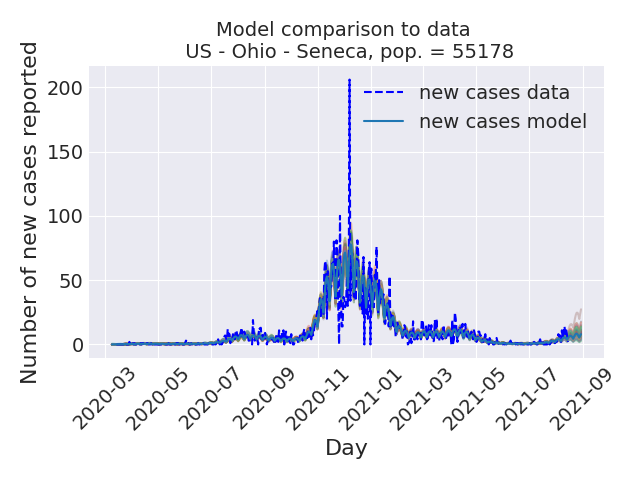 Model comparison to data
US - Ohio - Seneca, pop. = 55178
Number of new cases reported
200
150
100
50
0
new cases data
new cases model
2020-03
2020-05
2020-07
2020-09
2020-11
2021-01
2021-03
2021-05
2021-07
2021-09
Day